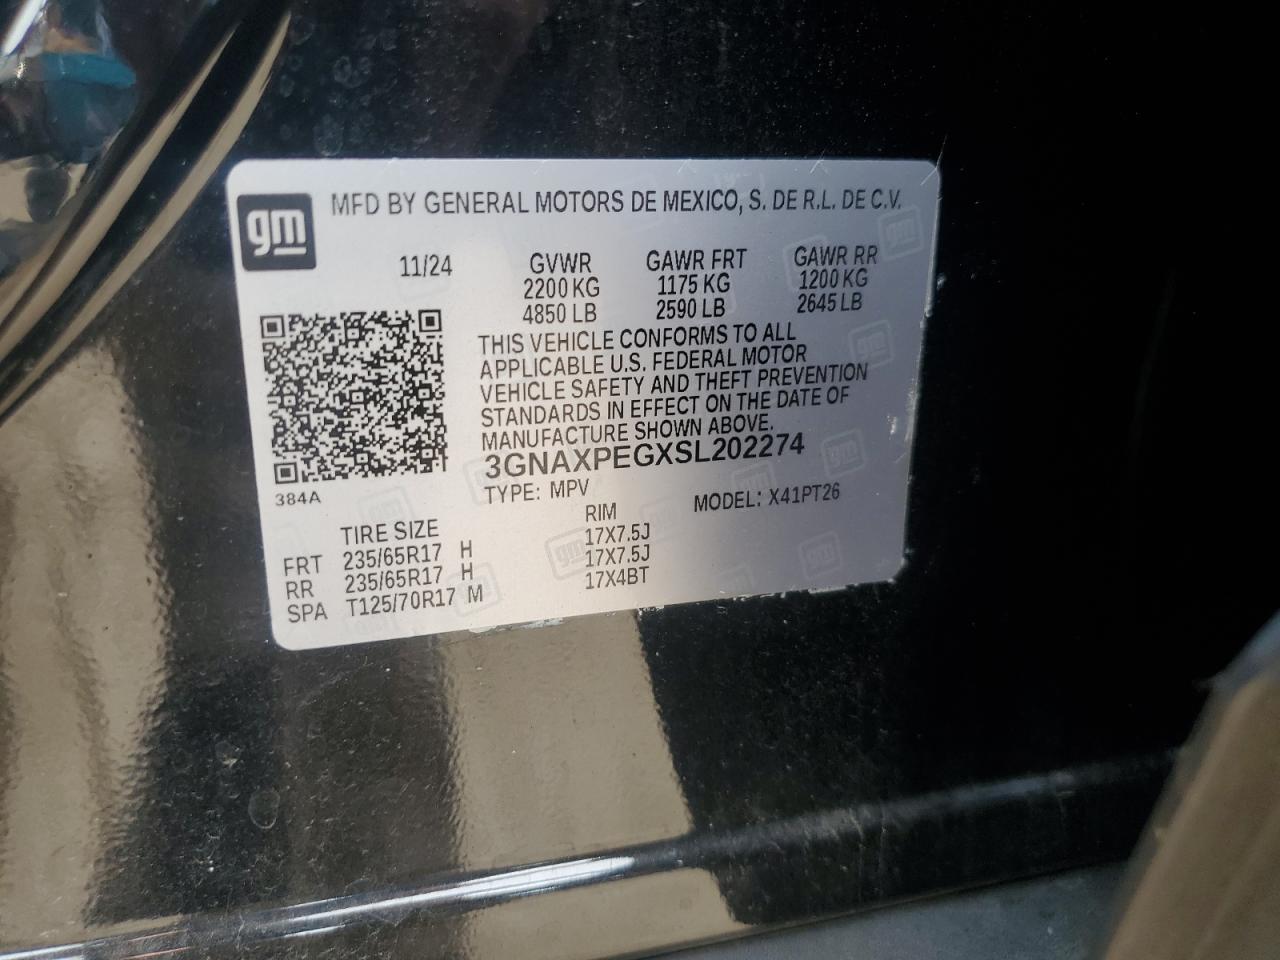 gm
MFD BY GENERAL MOTORS DE MEXICO, S. DE R.L. DE C.V.
11/24 GVWR GAWR FRT GAWR RR
2200 KG 1175 KG 1200 KG
4850 LB 2590 LB 2645 LB
THIS VEHICLE CONFORMS TO ALL
APPLICABLE U.S. FEDERAL MOTOR
VEHICLE SAFETY AND THEFT PREVENTION
STANDARDS IN EFFECT ON THE DATE OF
MANUFACTURE SHOWN ABOVE.
3GNAXPEGXSL202274
384A
TYPE: MPV MODEL: X41PT26
TIRE SIZE RIM
FRT 235/65R17 H 17X7.5J
RR 235/65R17 H 17X7.5J
SPA T125/70R17 M 17X4BT